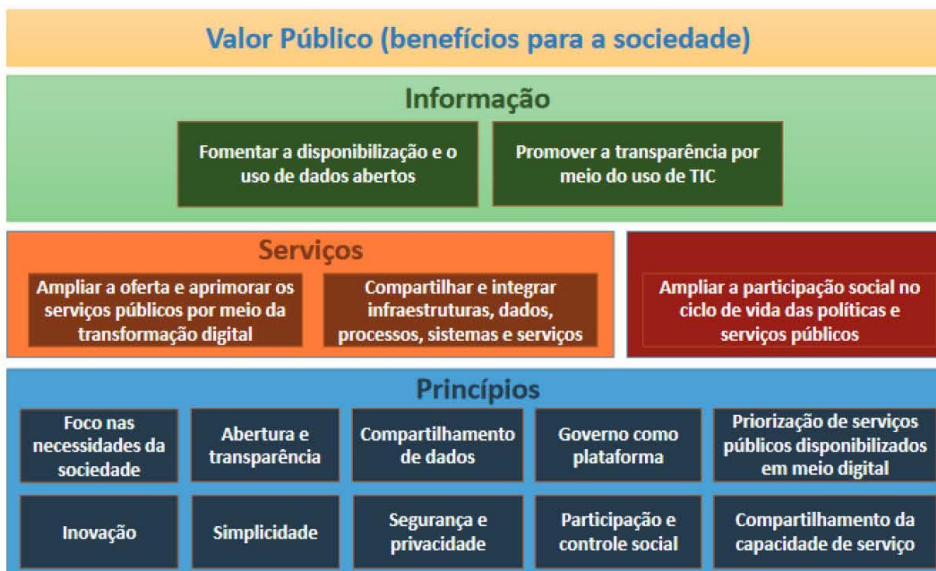 Valor Público (benefícios para a sociedade)
Informação
Fomentar a disponibilização e o
uso de dados abertos
Promover a transparência por
meio do uso de TIC
Serviços
Ampliar a oferta e aprimorar os
serviços públicos por meio da
transformação digital
Compartilhar e integrar
infraestruturas, dados,
processos, sistemas e serviços
Ampliar a participação social no
ciclo de vida das políticas e
serviços públicos
Princípios
Foco nas
necessidades da
sociedade
Abertura e
transparência
Compartilhamento
de dados
Governo como
plataforma
Priorização de serviços
públicos disponibilizados
em meio digital
Inovação
Simplicidade
Segurança e
privacidade
Participação e
controle social
Compartilhamento da
capacidade de serviço